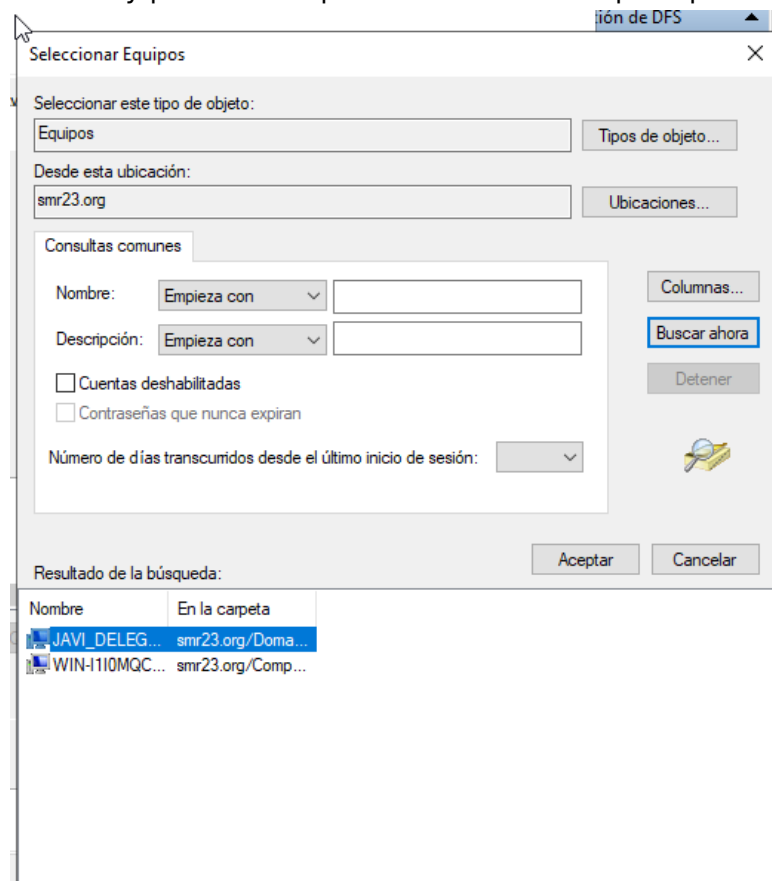 ión de DFS
Seleccionar Equipos
Seleccionar este tipo de objeto:
Equipos
Tipos de objeto...
Desde esta ubicación:
smr23.org
Ubicaciones...
Consultas comunes
Nombre:
Empieza con
Columnas...
Descripción:
Empieza con
Buscar ahora
Cuentas deshabilitadas
Detener
Contraseñas que nunca expiran
Número de días transcurridos desde el último inicio de sesión:
Aceptar
Cancelar
Resultado de la búsqueda:
Nombre
En la carpeta
JAVI_DELEG... smr23.org/Doma...
WIN-I1I0MQC... smr23.org/Comp...